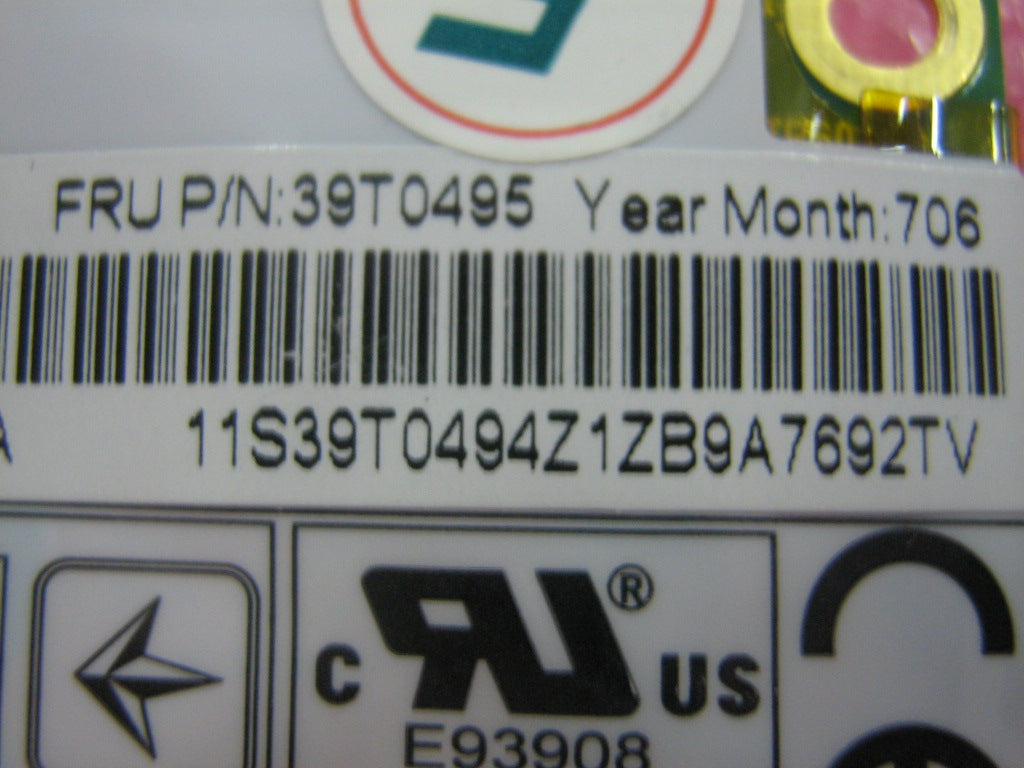 FRU P/N:39T0495 Year Month:706
11S39T0494Z1ZB9A7692TV
®
C US
E93908